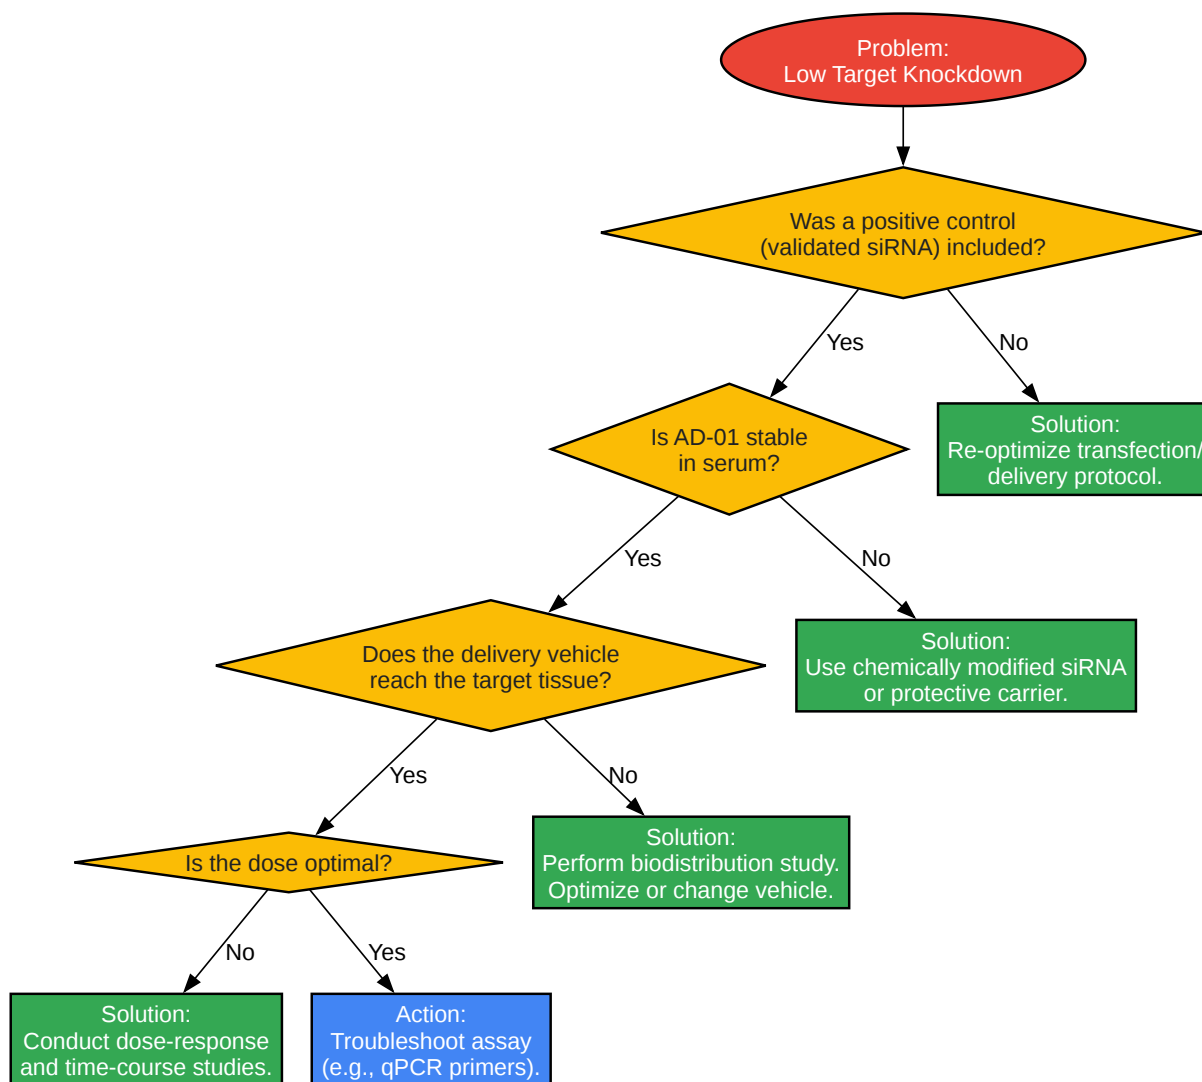 Problem:
Low Target Knockdown
Was a positive control
(validated siRNA) included?
Yes
No
Is AD-01 stable
in serum?
Solution:
Re-optimize transfection/
delivery protocol.
Yes
No
Does the delivery vehicle
reach the target tissue?
Solution:
Use chemically modified siRNA
or protective carrier.
Yes
No
Is the dose optimal?
Solution:
Perform biodistribution study.
Optimize or change vehicle.
No
Yes
Solution:
Conduct dose-response
and time-course studies.
Action:
Troubleshoot assay
(e.g., qPCR primers).